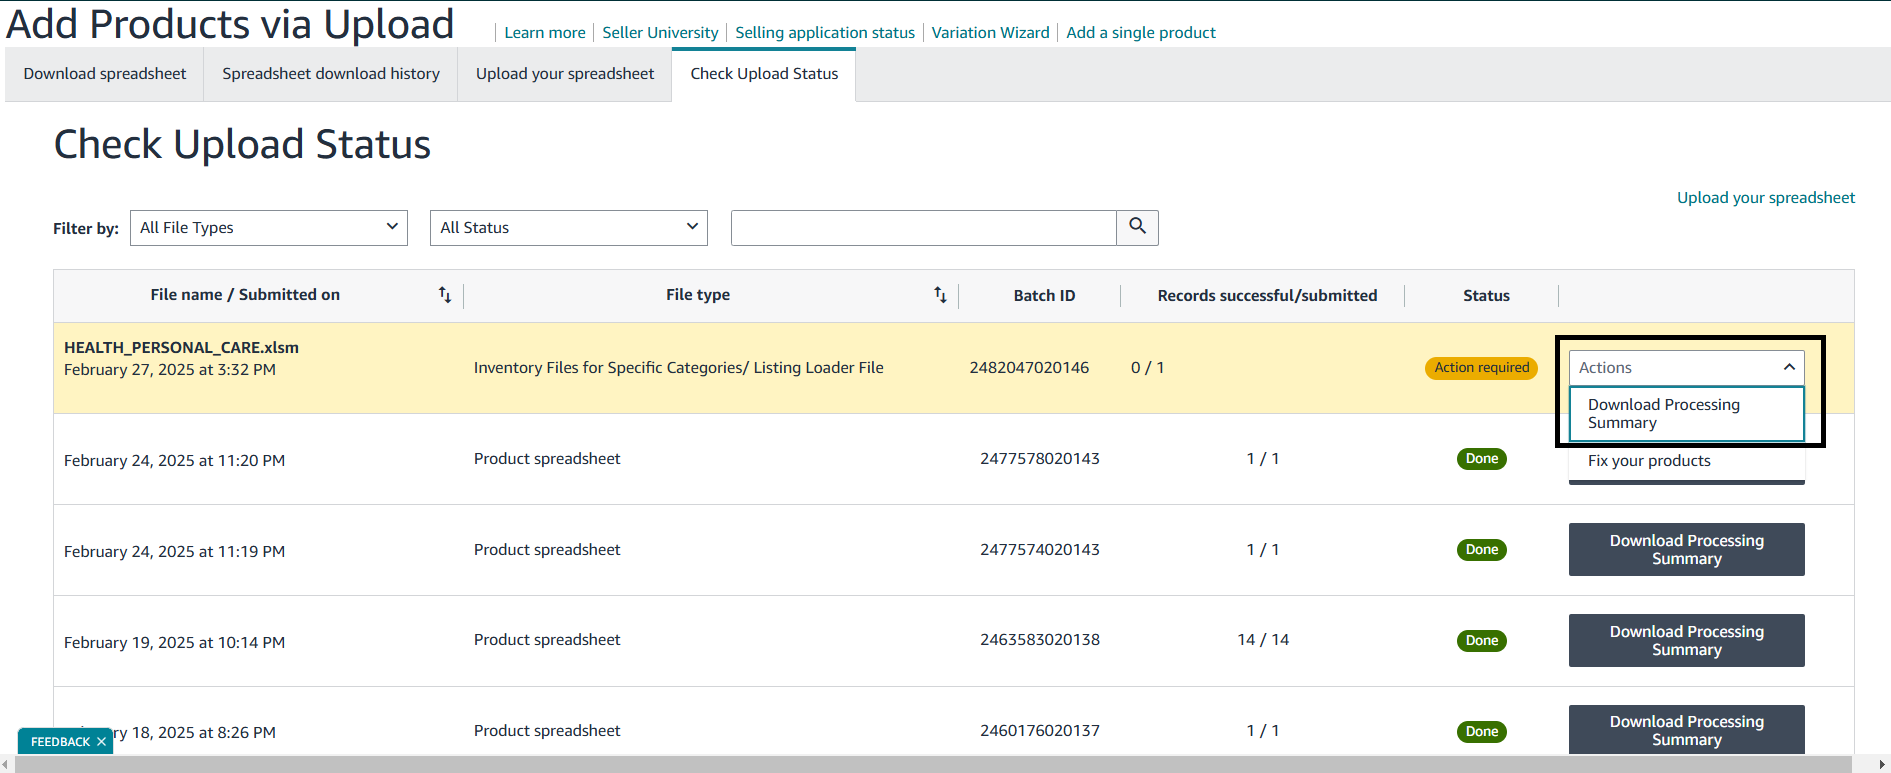 Add Products via Upload
Learn more
Seller University
Selling application status
Variation Wizard
Add a single product
Download spreadsheet
Spreadsheet download history
Upload your spreadsheet
Check Upload Status
Check Upload Status
Upload your spreadsheet
Filter by:
All File Types
All Status
File name / Submitted on
File type
Batch ID
Records successful/submitted
Status
HEALTH_PERSONAL_CARE.xlsm
February 27, 2025 at 3:32 PM
Inventory Files for Specific Categories/ Listing Loader File
2482047020146
0 / 1
Action required
Actions
Download Processing
Summary
Fix your products
February 24, 2025 at 11:20 PM
Product spreadsheet
2477578020143
1 / 1
Done
February 24, 2025 at 11:19 PM
Product spreadsheet
2477574020143
1 / 1
Done
Download Processing
Summary
February 19, 2025 at 10:14 PM
Product spreadsheet
2463583020138
14 / 14
Done
Download Processing
Summary
ry 18, 2025 at 8:26 PM
Product spreadsheet
2460176020137
1 / 1
Done
Download Processing
Summary
FEEDBACK